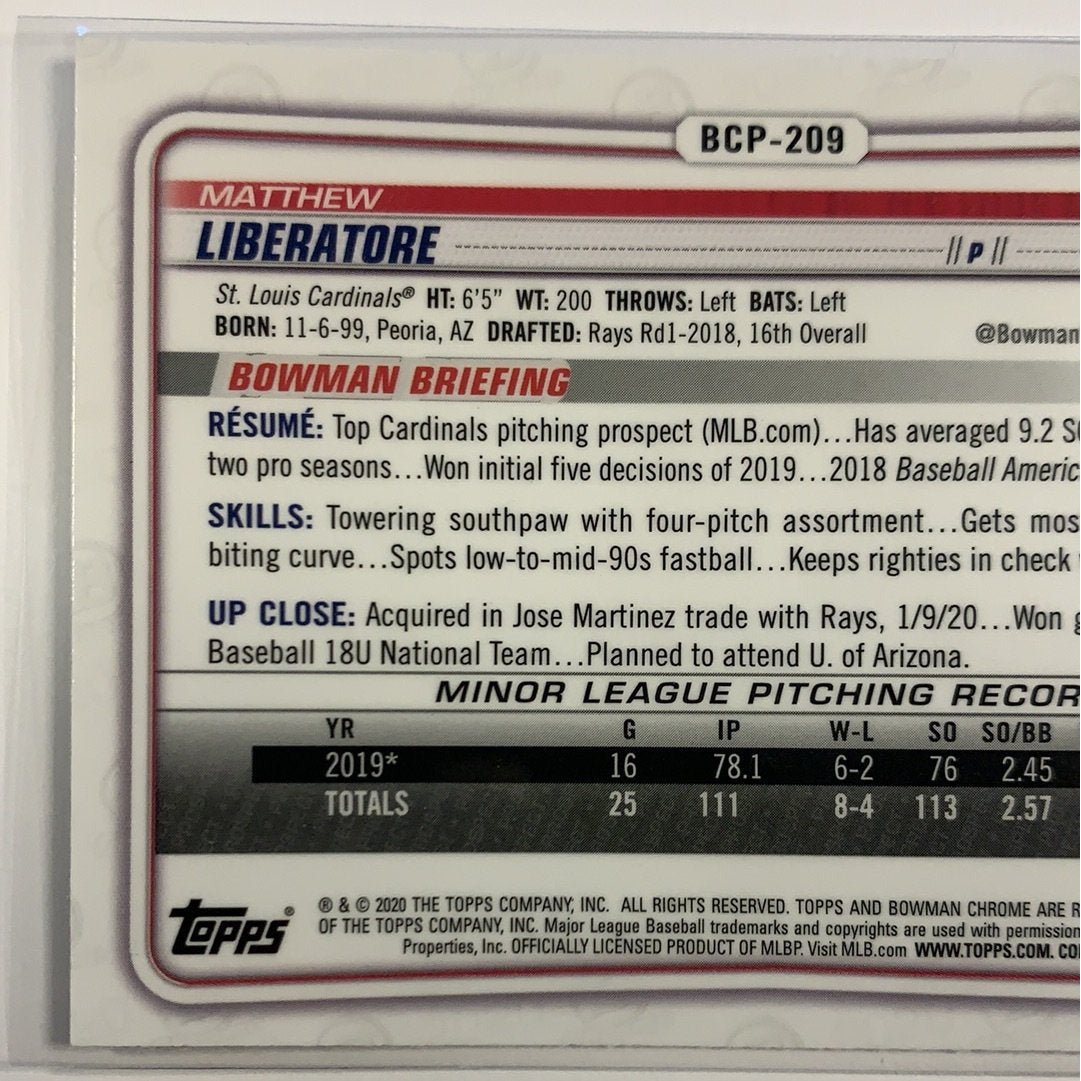 BCP-209
MATTHEW
LIBERATORE || P ||
St. Louis Cardinals® HT: 6'5" WT: 200 THROWS: Left BATS: Left
BORN: 11-6-99, Peoria, AZ DRAFTED: Rays Rd1-2018, 16th Overall @Bowman
BOWMAN BRIEFING
RÉSUMÉ: Top Cardinals pitching prospect (MLB.com)...Has averaged 9.2
two pro seasons...Won initial five decisions of 2019...2018 Baseball Americ
SKILLS: Towering southpaw with four-pitch assortment...Gets mos
biting curve...Spots low-to-mid-90s fastball...Keeps righties in check
UP CLOSE: Acquired in Jose Martinez trade with Rays, 1/9/20...Won
Baseball 18U National Team...Planned to attend U. of Arizona.
MINOR LEAGUE PITCHING RECOR
YR G IP W-L SO SO/BB
2019* 16 78.1 6-2 76 2.45
TOTALS 25 111 8-4 113 2.57
Topps®
® & © 2020 THE TOPPS COMPANY, INC. ALL RIGHTS RESERVED. TOPPS AND BOWMAN CHROME ARE R
OF THE TOPPS COMPANY, INC. Major League Baseball trademarks and copyrights are used with permission
Properties, Inc. OFFICIALLY LICENSED PRODUCT OF MLBP. Visit MLB.com WWW.TOPPS.COM. CO